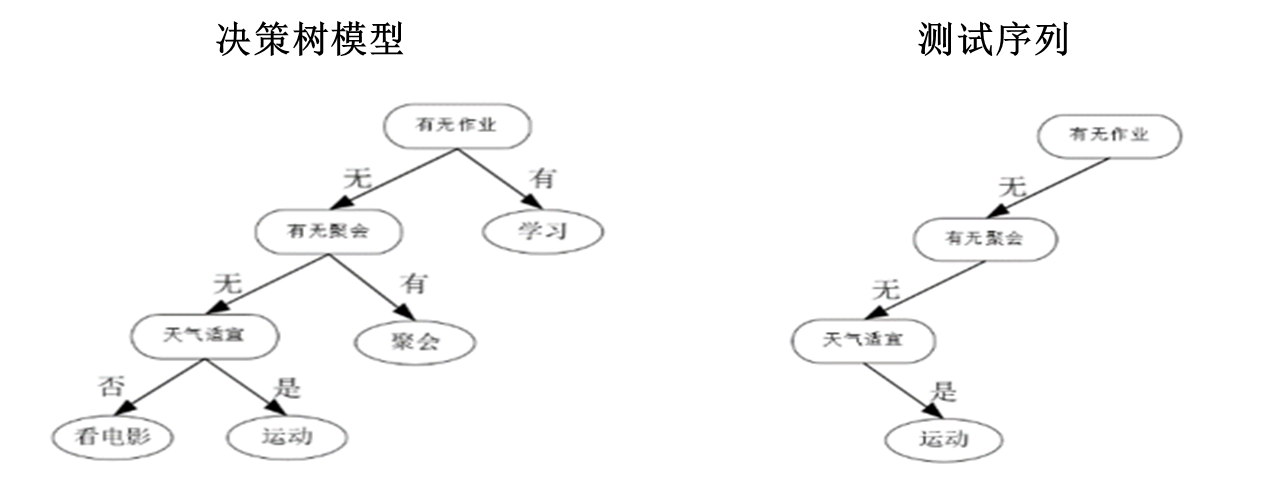 决策树模型
测试序列
有无作业
无
有
有无聚会
学习
无
有
天气适宜
聚会
否
是
看电影
运动
有无作业
无
有无聚会
无
天气适宜
是
运动